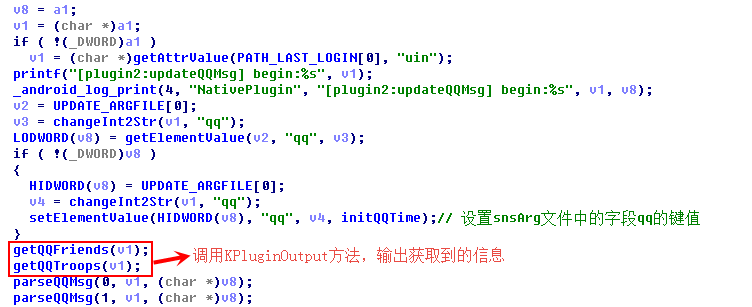 v8 = a1;
v1 = (char *)a1;
if ( !(_DWORD)a1 )
v1 = (char *)getAttrValue(PATH_LAST_LOGIN[0], "uin");
printf("[plugin2:updateQQMsg] begin:%s", v1);
_android_log_print(4, "NativePlugin", "[plugin2:updateQQMsg] begin:%s", v1, v8);
v2 = UPDATE_ARGFILE[0];
v3 = changeInt2Str(v1, "qq");
LODWORD(v8) = getElementValue(v2, "qq", v3);
if ( !(_DWORD)v8 )
{
HIDWORD(v8) = UPDATE_ARGFILE[0];
v4 = changeInt2Str(v1, "qq");
setElementValue(HIDWORD(v8), "qq", v4, initQQTime);// 设置snsArg文件中的字段qq的键值
}
getQQFriends(v1);
getQQTroops(v1);
调用KPluginOutput方法，输出获取到的信息
parseQQMsg(0, v1, (char *)v8);
parseQQMsg(1, v1, (char *)v8);